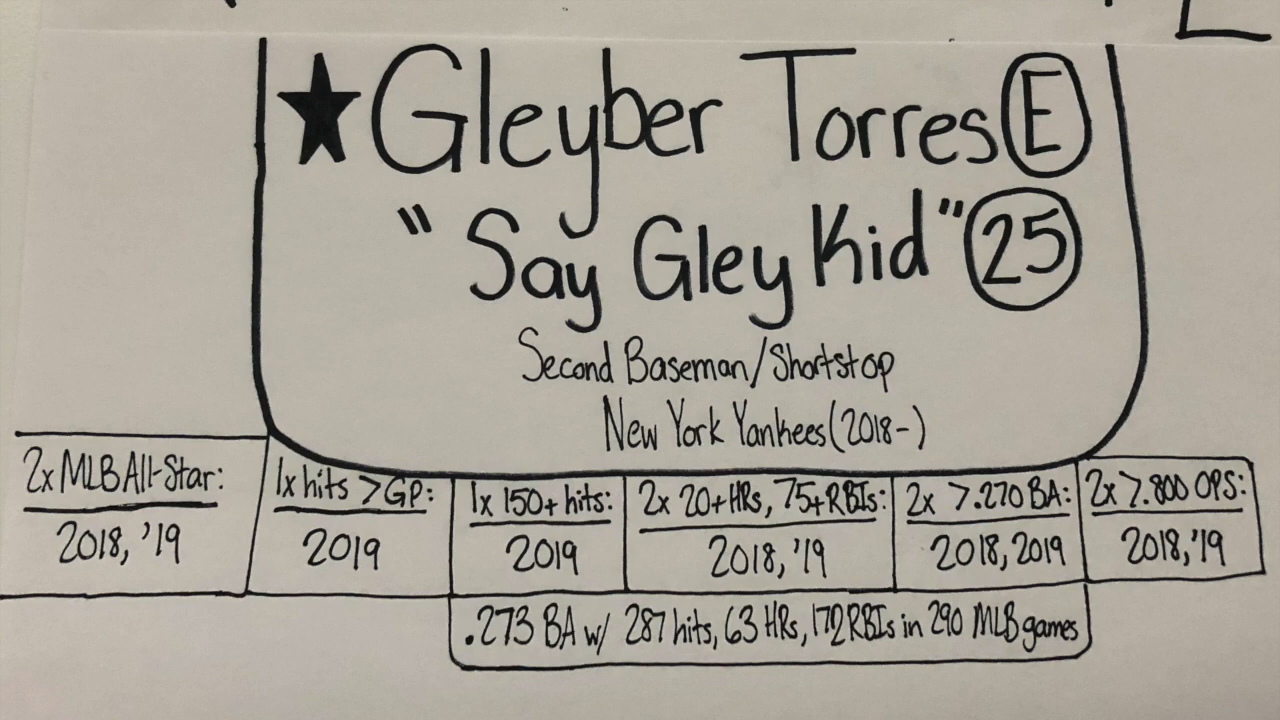 ★Gleyber Torres E
"Say Gley Kid" 25
Second Baseman/Shortstop
New York Yankees (2018-)
2x MLB All-Star:
2018, '19
1x hits >GP:
2019
1x 150+ hits:
2019
2x 20+HRs, 75+RBIs:
2018, '19
2x >.270 BA:
2018, 2019
2x >.800 OPS:
2018, '19
.273 BA w/ 287 hits, 63 HRs, 172 RBIs in 290 MLB games